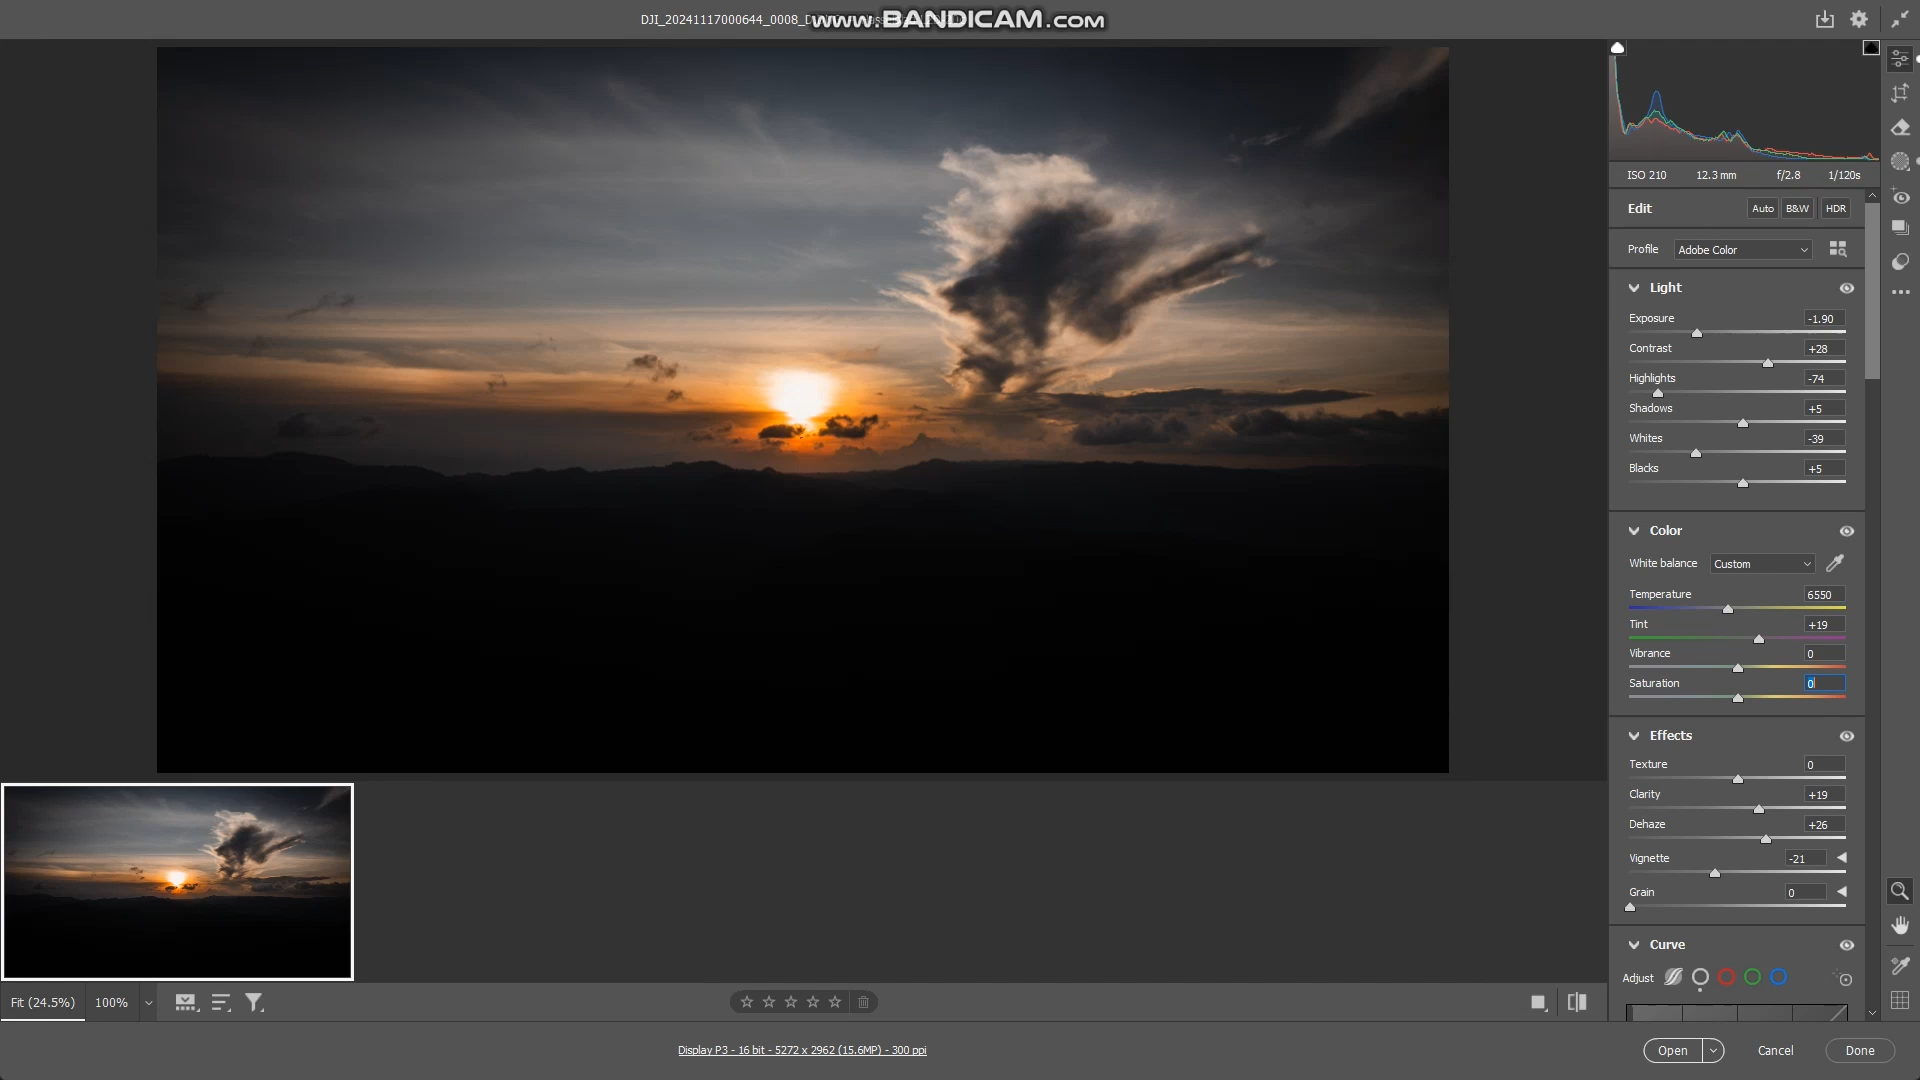 DJI_20241117000644_0008_D
www.BANDICAM.com
ISO 210 12.3 mm f/2.8 1/120s
Edit Auto B&W HDR
Profile Adobe Color
Light
Exposure -1.90
Contrast +28
Highlights -74
Shadows +5
Whites -39
Blacks +5
Color
White balance Custom
Temperature 6550
Tint +19
Vibrance 0
Saturation 0
Effects
Texture 0
Clarity +19
Dehaze +26
Vignette -21
Grain 0
Curve
Adjust
Fit (24.5%) 100%
Display P3 - 16 bit - 5272 x 2962 (15.6MP) - 300 ppi
Open Cancel Done